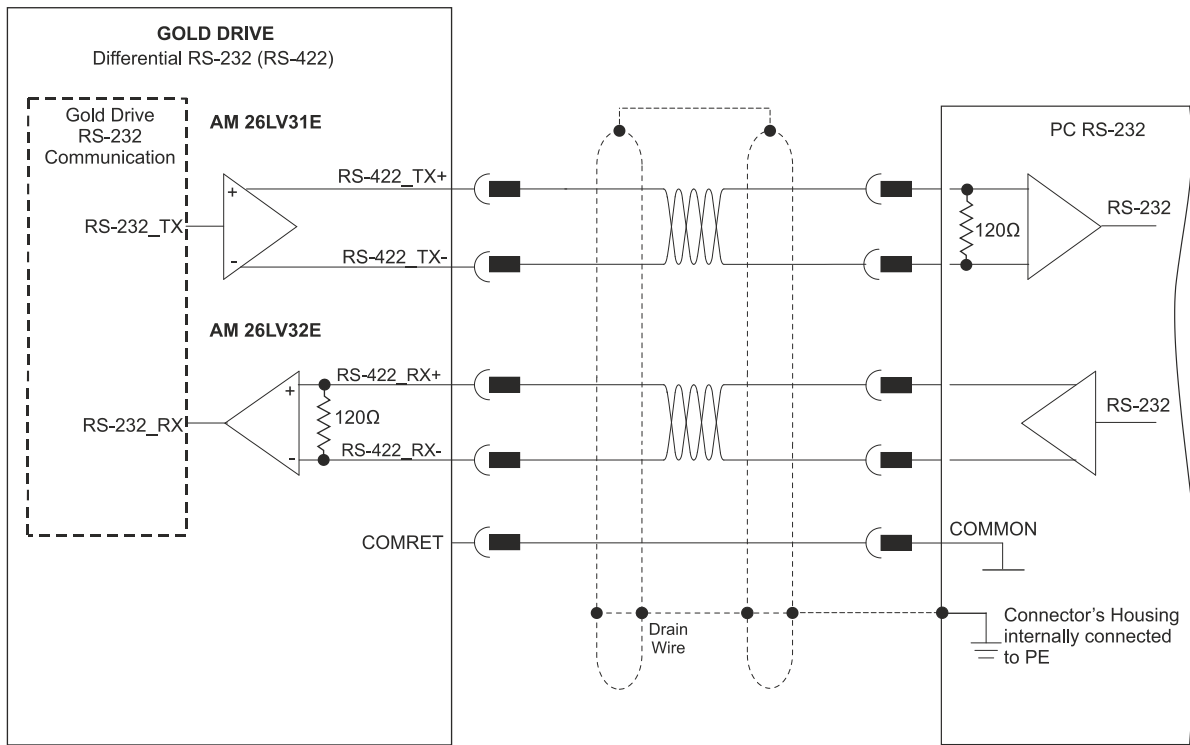 GOLD DRIVE
Differential RS-232 (RS-422)
Gold Drive
RS-232
Communication
AM 26LV31E
RS-422_TX+
RS-232_TX
+
-
RS-422_TX-
AM 26LV32E
RS-422_RX+
RS-232_RX
+
-
120Ω
RS-422_RX-
COMRET
Drain
Wire
PC RS-232
120Ω
RS-232
RS-232
COMMON
Connector's Housing
internally connected
to PE